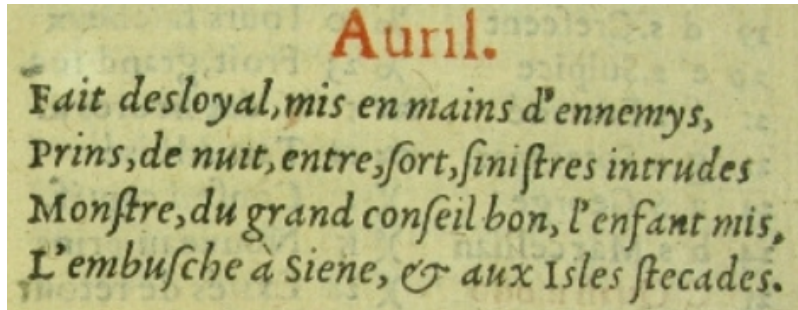 Auril.
Fait desloyal, mis en mains d'ennemys,
Prins, de nuit, entre, ſort, ſiniſtres intrudes
Monſtre, du grand conſeil bon, l'enfant mis,
L'embuſche à Siene, & aux Isles ſtecades.